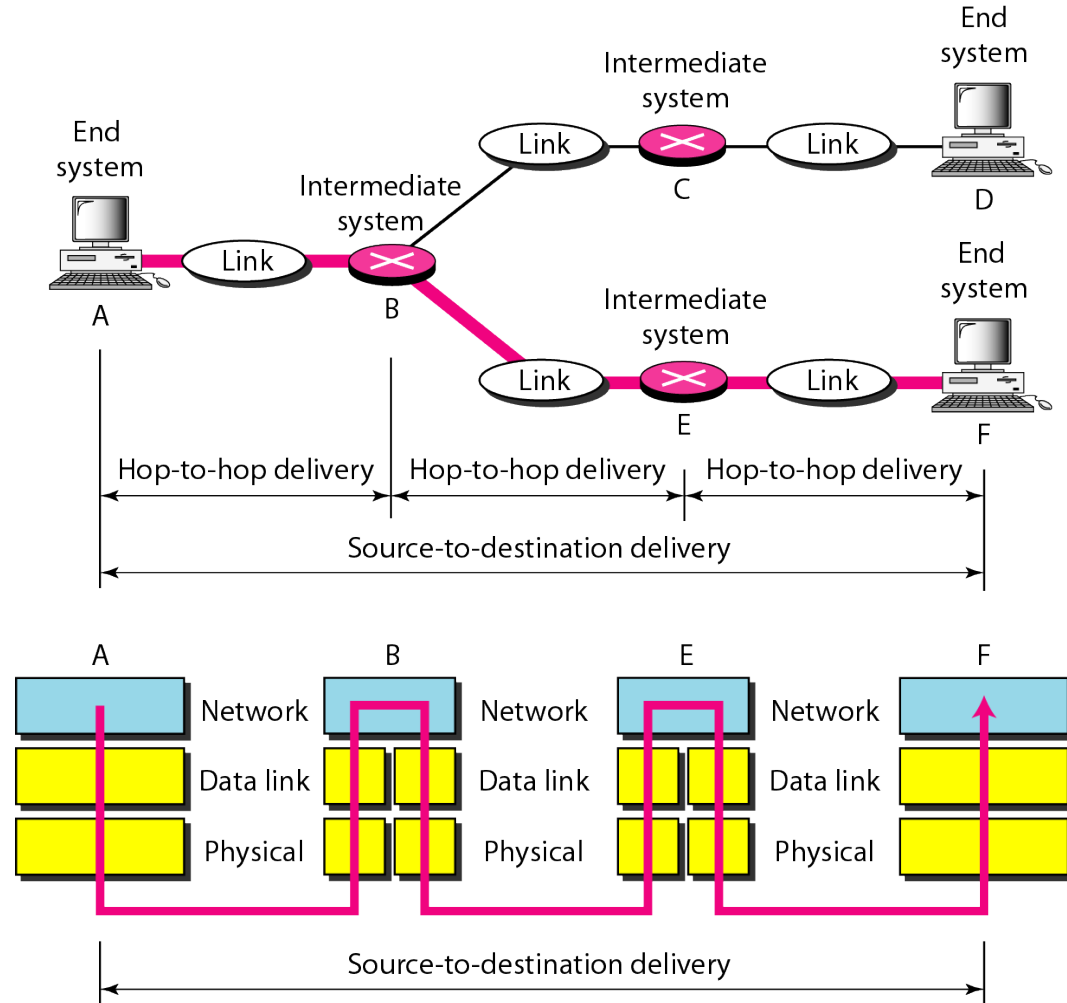 End
system
Intermediate
system
Link
C
Link
D
End
system
A
Link
Intermediate
system
B
Intermediate
system
Link
E
Link
End
system
F
Hop-to-hop delivery
Hop-to-hop delivery
Hop-to-hop delivery
Source-to-destination delivery
A
B
E
F
Network
Network
Network
Data link
Data link
Data link
Physical
Physical
Physical
Source-to-destination delivery